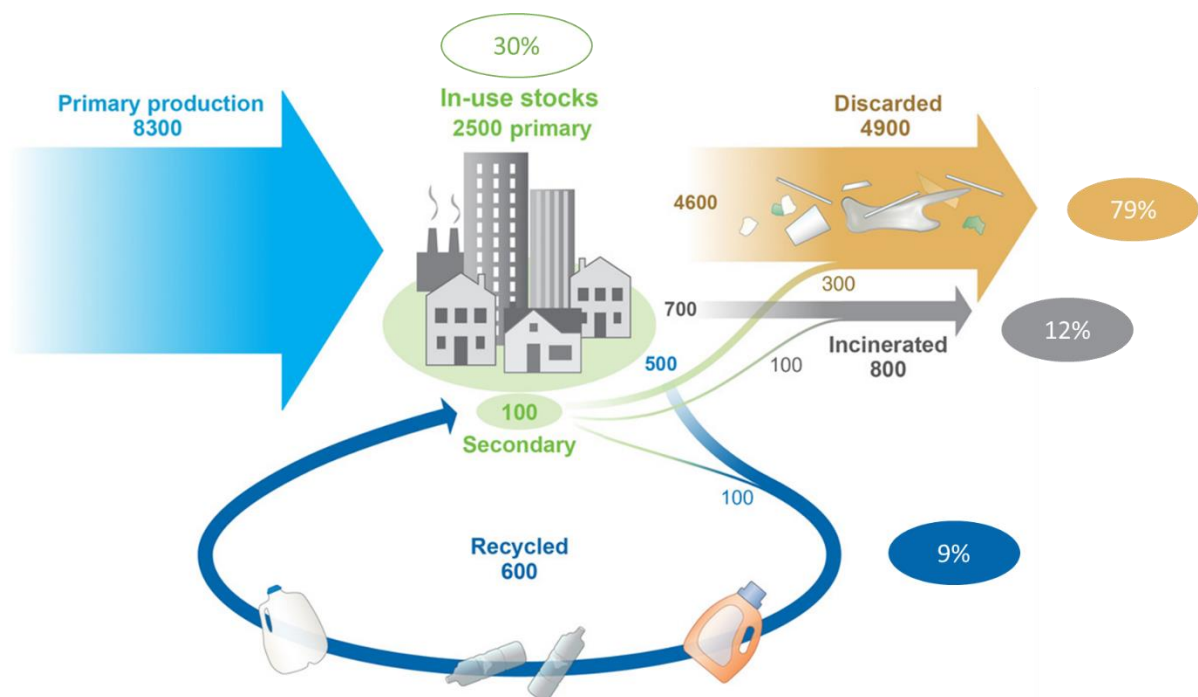 30%
Primary production
8300
In-use stocks
2500 primary
Discarded
4900
4600
79%
300
700
12%
Incinerated
800
500
100
100
Secondary
100
Recycled
600
9%